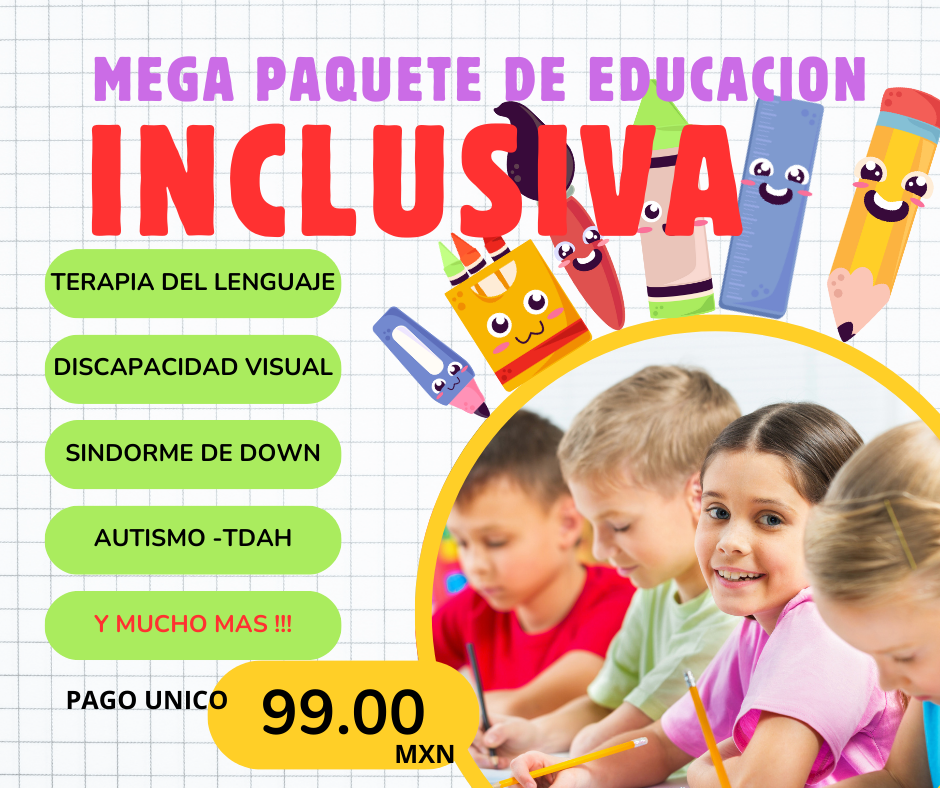 MEGA PAQUETE DE EDUCACION
INCLUSIVA
TERAPIA DEL LENGUAJE
DISCAPACIDAD VISUAL
SINDORME DE DOWN
AUTISMO -TDAH
Y MUCHO MAS !!!
PAGO UNICO
99.00
MXN